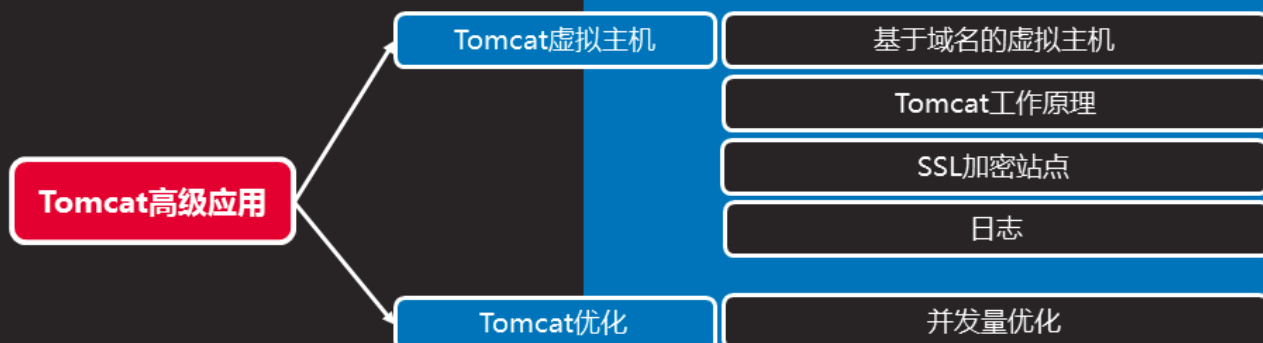 Tomcat虚拟主机
基于域名的虚拟主机
Tomcat工作原理
SSL加密站点
Tomcat高级应用
日志
Tomcat优化
并发量优化